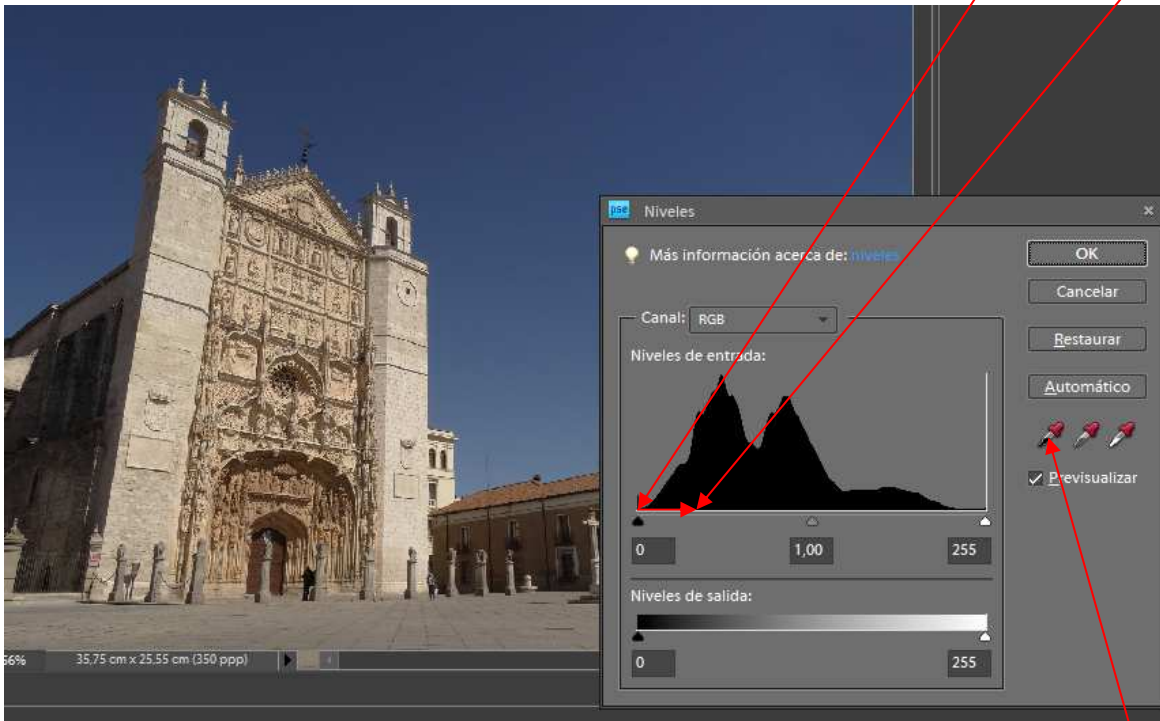 pse Niveles
Más información acerca de: niveles
OK
Cancelar
Canal: RGB
Restaurar
Niveles de entrada:
Automático
Previsualizar
0 1,00 255
Niveles de salida:
0 255
56% 35,75 cm x 25,55 cm (350 ppp)